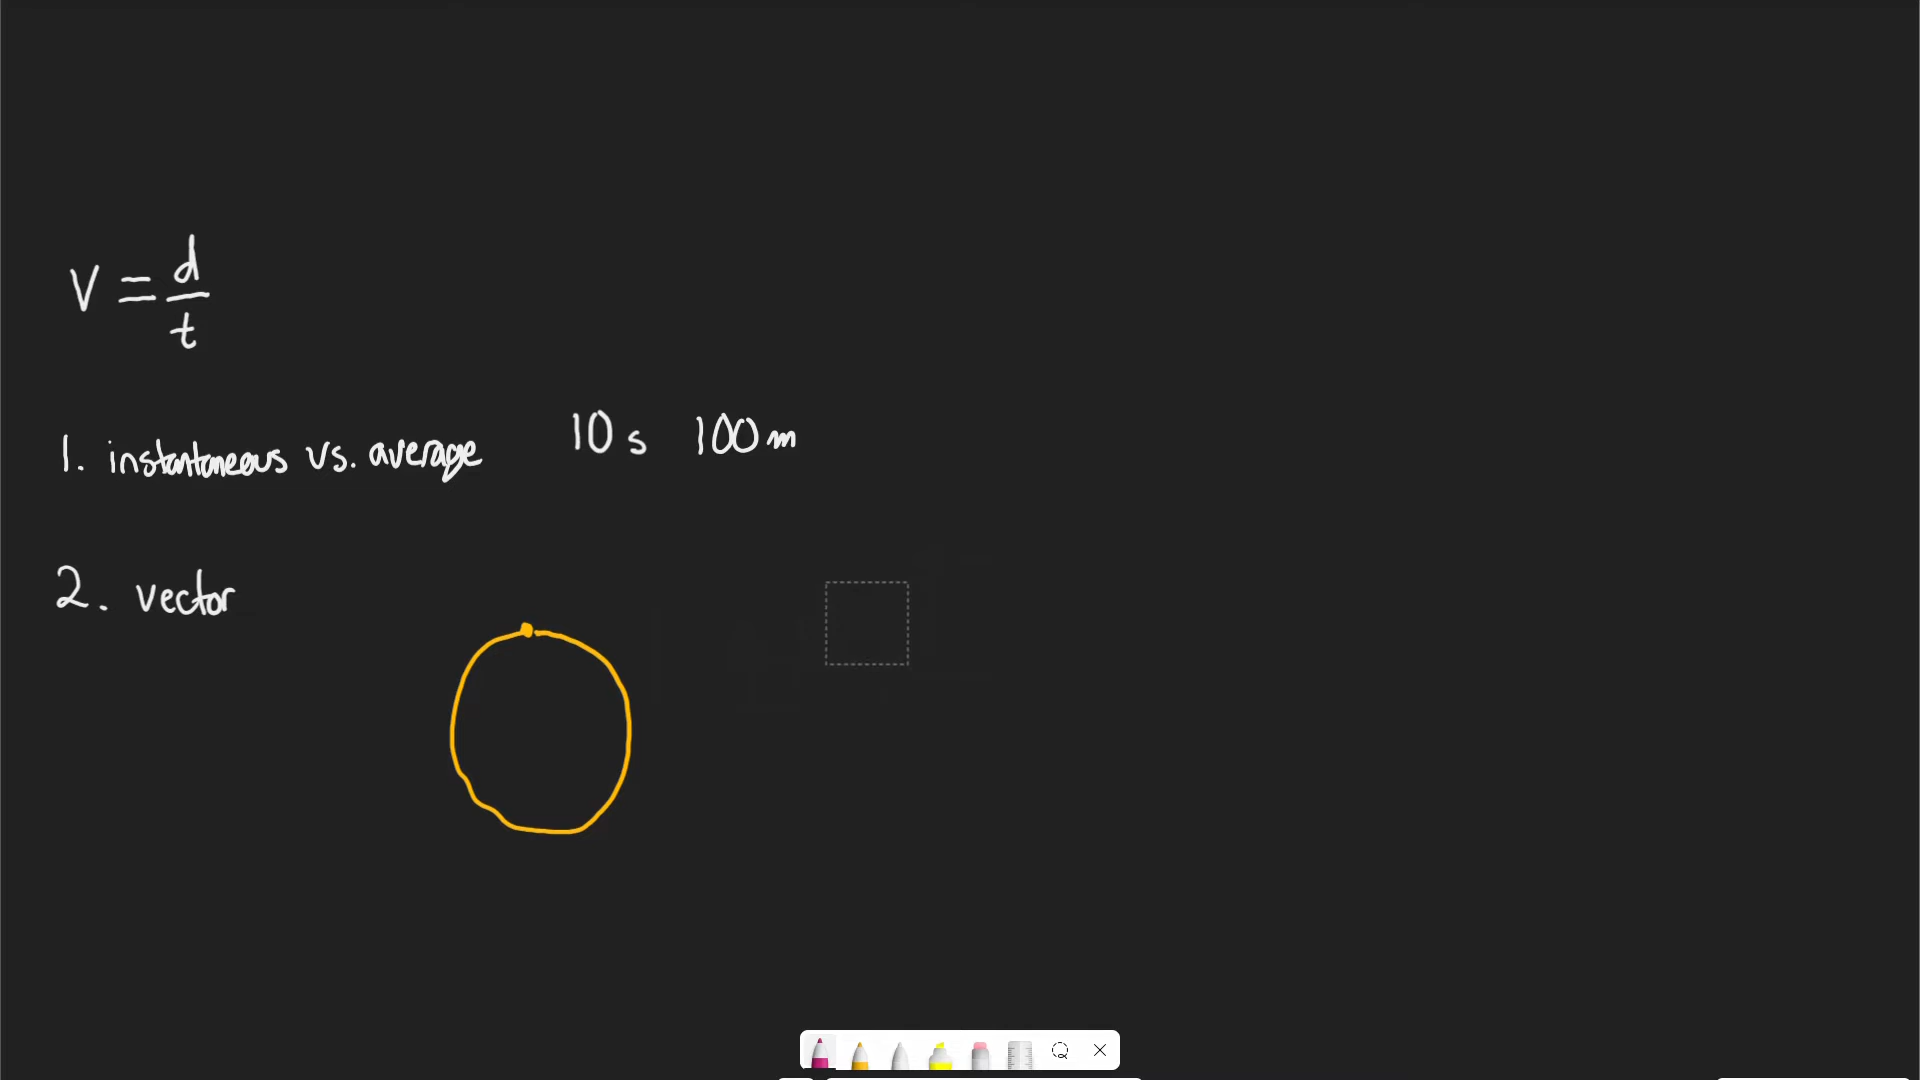 V = d/t
1. instantaneous vs. average 10 s 100 m
2. vector